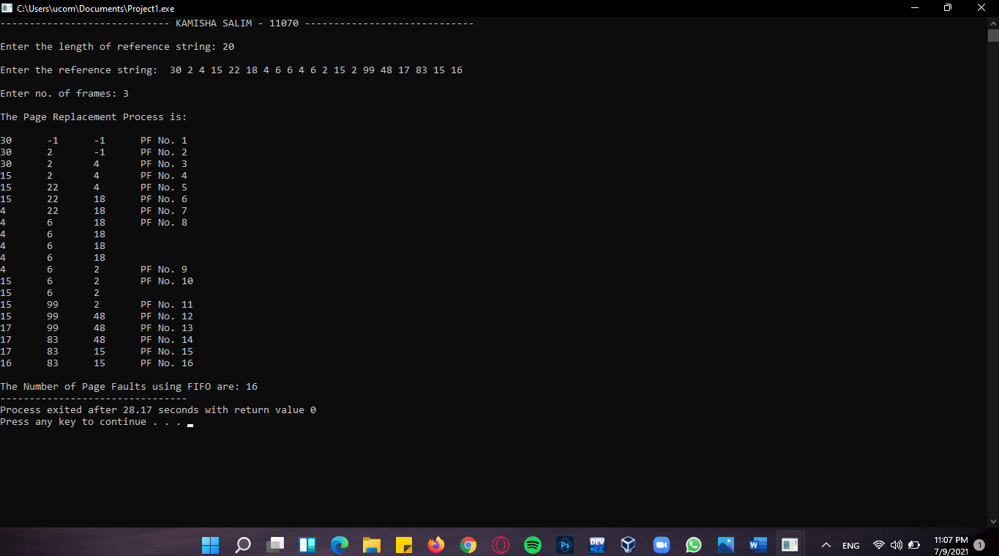 C:\Users\ucom\Documents\Project1.exe
----------------------------- KAMISHA SALIM - 11070 -----------------------------
Enter the length of reference string: 20
Enter the reference string:  30 2 4 15 22 18 4 6 6 4 6 2 15 2 99 48 17 83 15 16
Enter no. of frames: 3
The Page Replacement Process is:
30      -1      -1      PF No. 1
30      2       -1      PF No. 2
30      2       4       PF No. 3
15      2       4       PF No. 4
15      22      4       PF No. 5
15      22      18      PF No. 6
4       22      18      PF No. 7
4       6       18      PF No. 8
4       6       18
4       6       18
4       6       18
4       6       2       PF No. 9
15      6       2       PF No. 10
15      6       2
15      99      2       PF No. 11
15      99      48      PF No. 12
17      99      48      PF No. 13
17      83      48      PF No. 14
17      83      15      PF No. 15
16      83      15      PF No. 16
The Number of Page Faults using FIFO are: 16
--------------------------------
Process exited after 28.17 seconds with return value 0
Press any key to continue . . .
Ps DEV W ENG 11:07 PM 1
7/9/2021